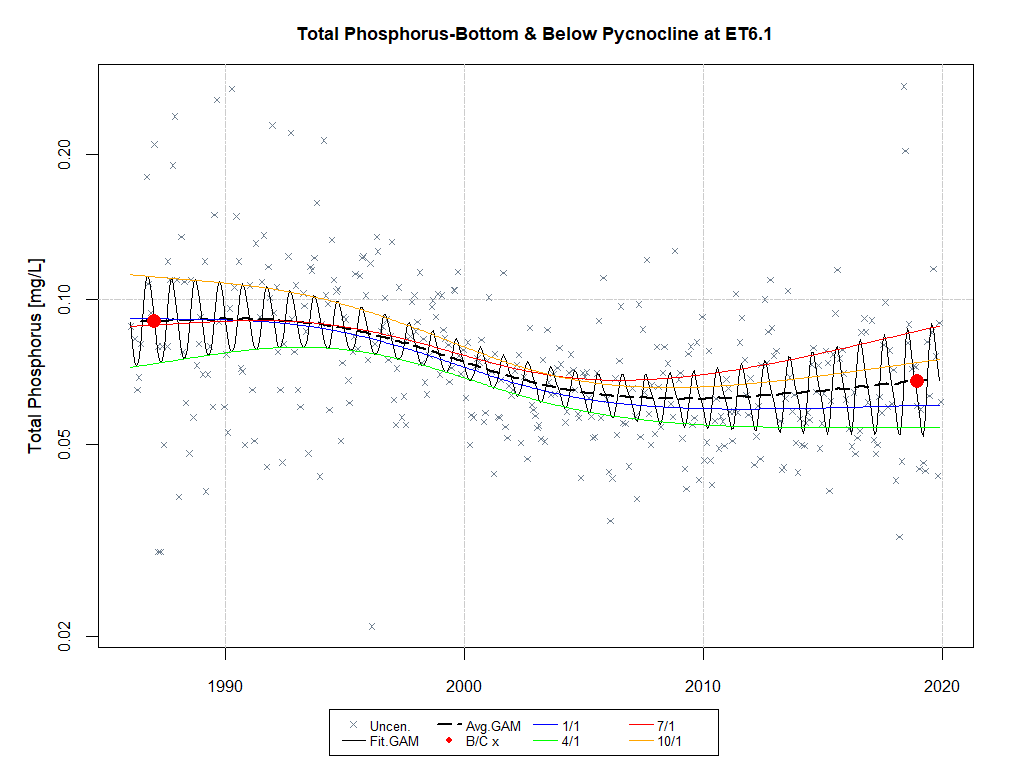 Total Phosphorus-Bottom & Below Pycnocline at ET6.1
Total Phosphorus [mg/L]
0.20
0.10
0.05
0.02
1990 2000 2010 2020
Uncen. Avg.GAM 1/1 7/1
Fit.GAM B/C x 4/1 10/1